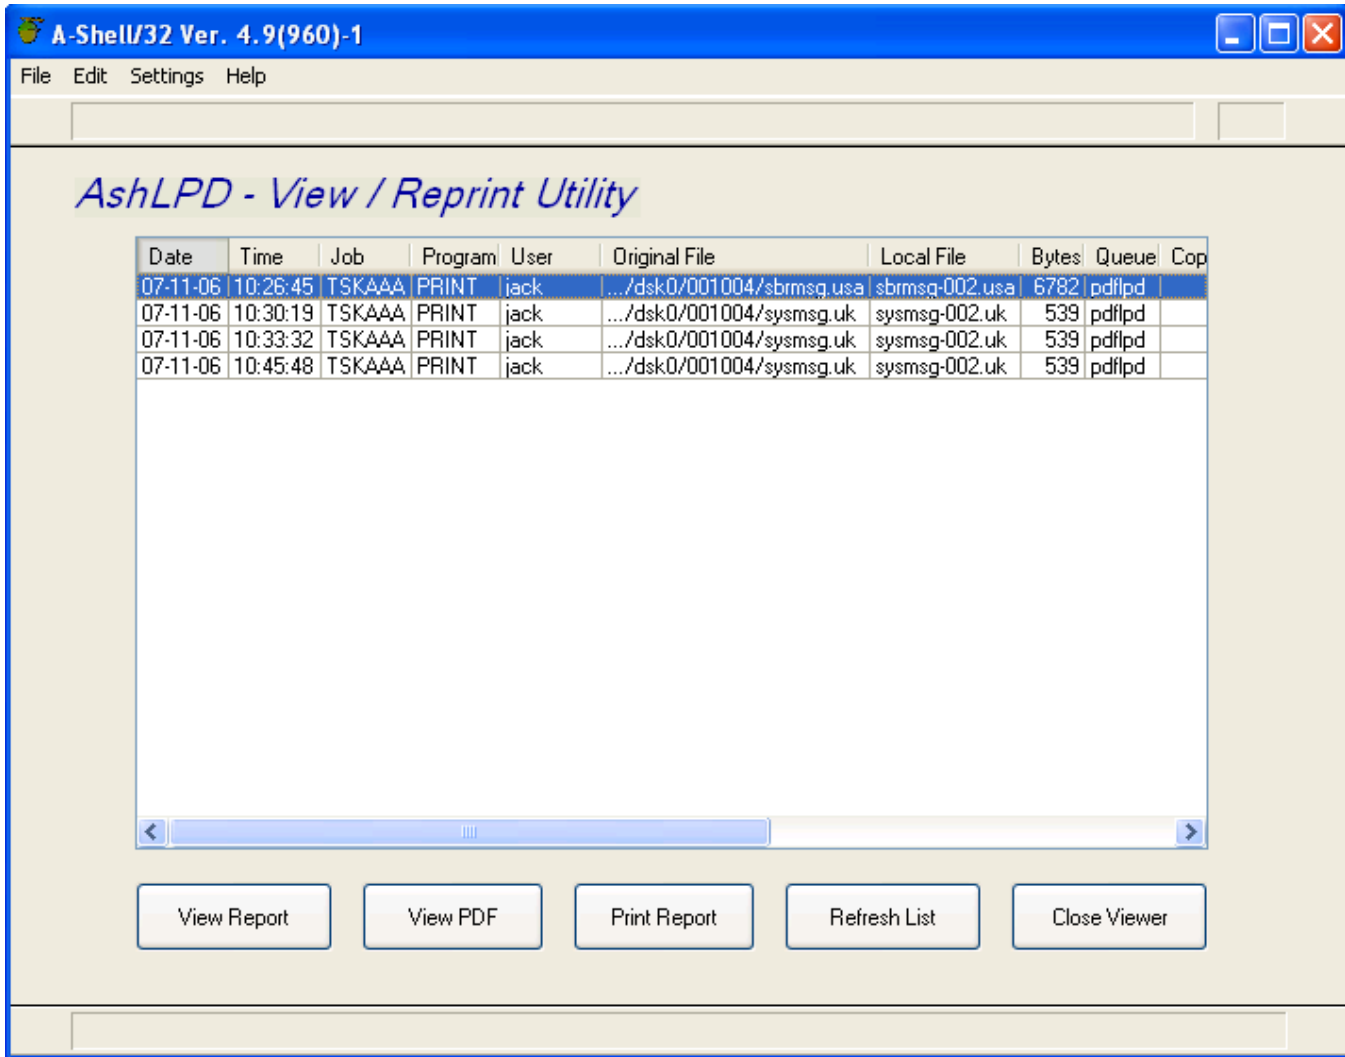 A-Shell/32 Ver. 4.9(960)-1
File Edit Settings Help
AshLPD - View / Reprint Utility
Date Time Job Program User Original File Local File Bytes Queue Cop
07-11-06 10:26:45 TSKAAA PRINT jack .../dsk0/001004/sbrmsg.usa sbrmsg-002.usa 6782 pdflpd
07-11-06 10:30:19 TSKAAA PRINT jack .../dsk0/001004/sysmsg.uk sysmsg-002.uk 539 pdflpd
07-11-06 10:33:32 TSKAAA PRINT jack .../dsk0/001004/sysmsg.uk sysmsg-002.uk 539 pdflpd
07-11-06 10:45:48 TSKAAA PRINT jack .../dsk0/001004/sysmsg.uk sysmsg-002.uk 539 pdflpd
View Report View PDF Print Report Refresh List Close Viewer